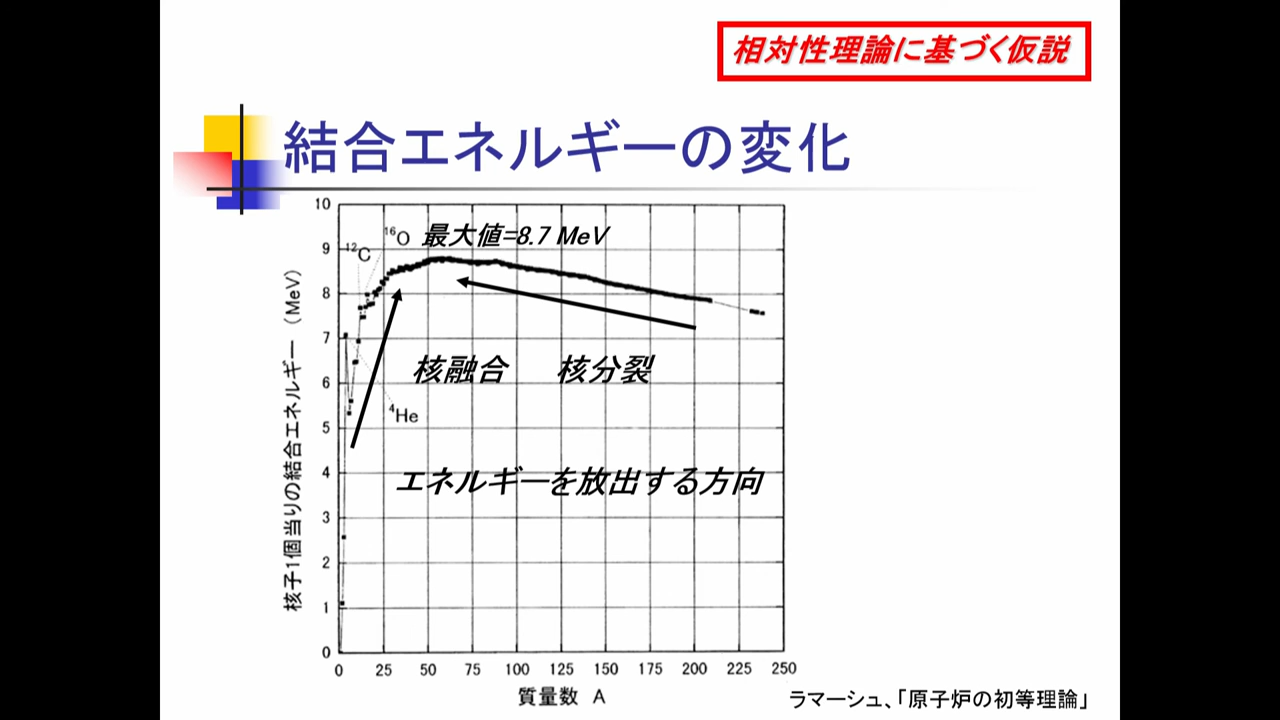 相対性理論に基づく仮説
結合エネルギーの変化
10
9
8
7
6
5
4
3
2
1
0
核子1個当りの結合エネルギー (MeV)
12C
16O
最大値=8.7 MeV
核融合 核分裂
4He
エネルギーを放出する方向
0 25 50 75 100 125 150 175 200 225 250
質量数 A
ラマーシュ、「原子炉の初等理論」